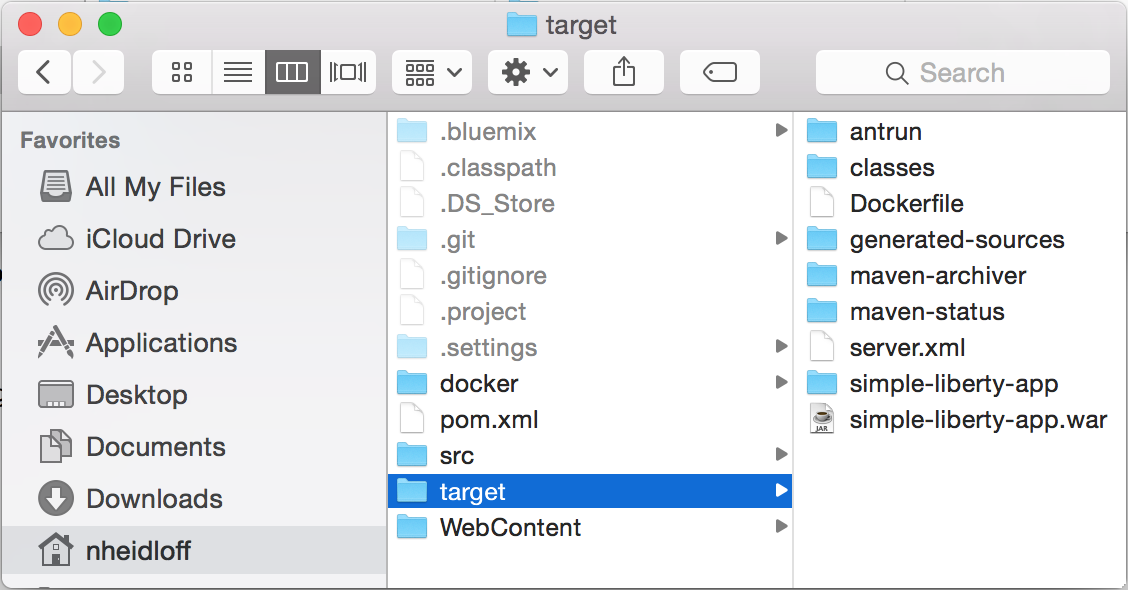 target
Search
Favorites
All My Files
iCloud Drive
AirDrop
Applications
Desktop
Documents
Downloads
nheidloff
.bluemix
.classpath
.DS_Store
.git
.gitignore
.project
.settings
docker
pom.xml
src
target
WebContent
antrun
classes
Dockerfile
generated-sources
maven-archiver
maven-status
server.xml
simple-liberty-app
simple-liberty-app.war
JAR